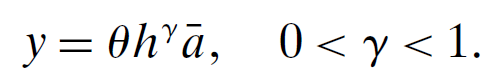 y = θh^γ ā,   0 < γ < 1.